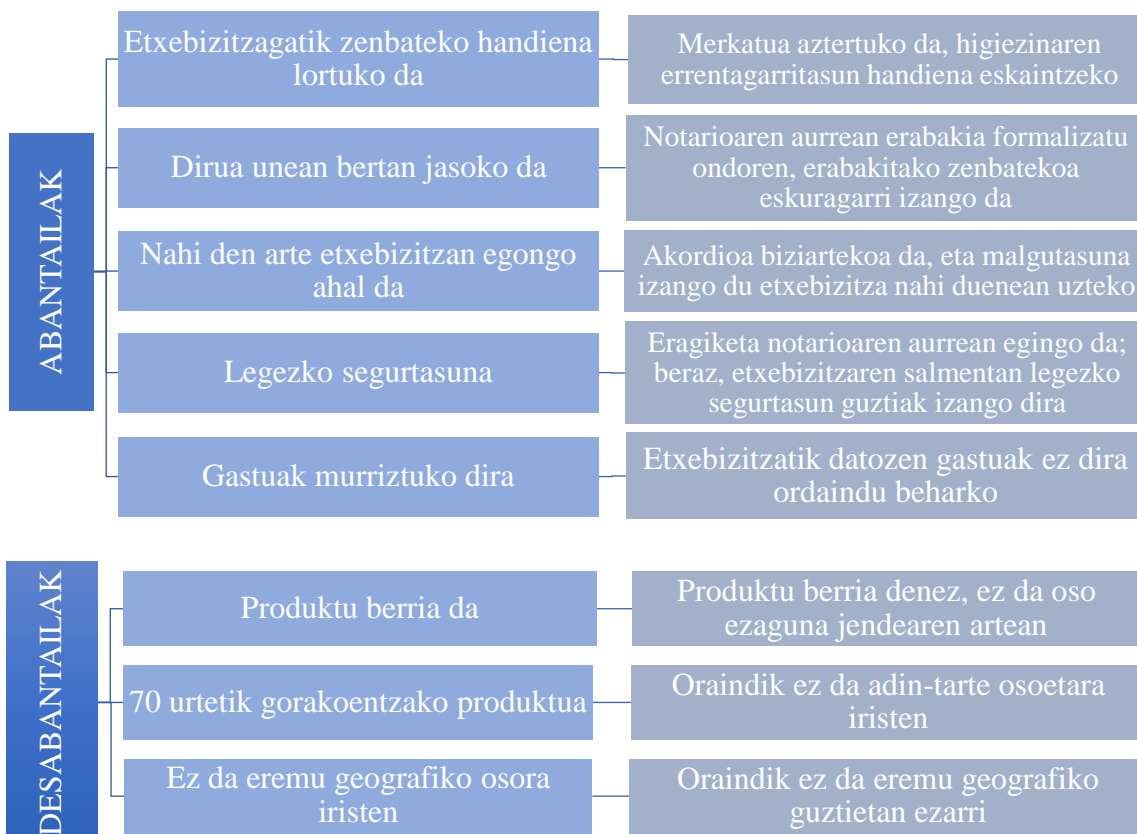 ABANTAILAK
Etxebizitzagatik zenbateko handiena
lortuko da
Merkatua aztertuko da, higiezinaren
errentagarritasun handiena eskaintzeko
Dirua unean bertan jasoko da
Notarioaren aurrean erabakia formalizatu
ondoren, erabakitako zenbatekoa
eskuragarri izango da
Nahi den arte etxebizitzan egongo
ahal da
Akordioa biziartekoa da, eta malgutasuna
izango du etxebizitza nahi duenean uzteko
Legezko segurtasuna
Eragiketa notarioaren aurrean egingo da;
beraz, etxebizitzaren salmentan legezko
segurtasun guztiak izango dira
Gastuak murriztuko dira
Etxebizitzatik datozen gastuak ez dira
ordaindu beharko
DESABANTAILAK
Produktu berria da
Produktu berria denez, ez da oso
ezaguna jendearen artean
70 urtetik gorakoentzako produktua
Oraindik ez da adin-tarte osoetara
iristen
Ez da eremu geografiko osora
iristen
Oraindik ez da eremu geografiko
guztietan ezarri